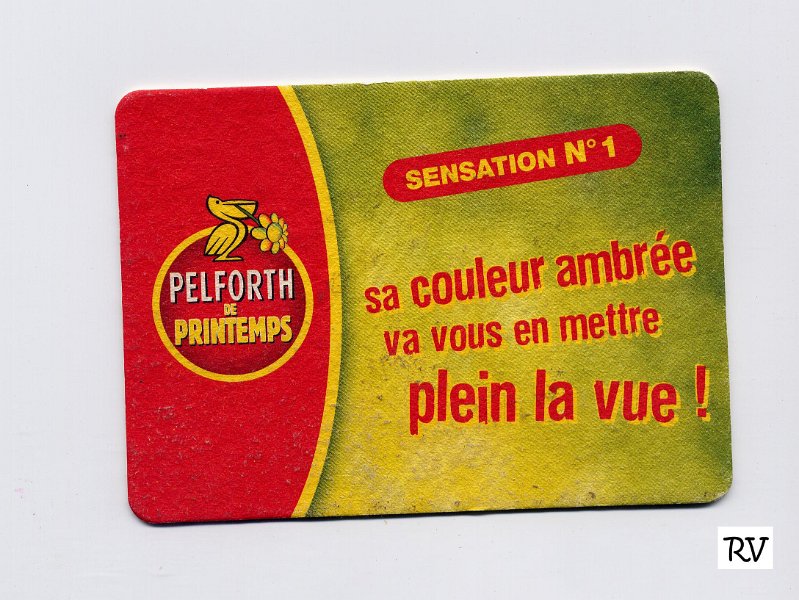 PELFORTH
DE
PRINTEMPS
SENSATION N° 1
sa couleur ambrée
va vous en mettre
plein la vue !
RV